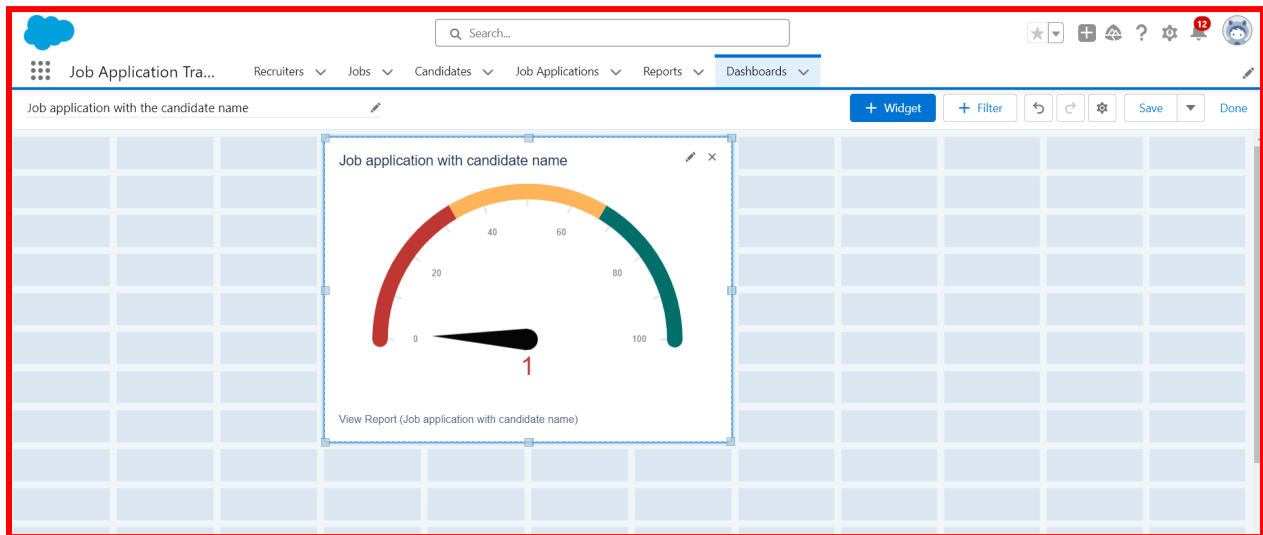 Search...
12
Job Application Tra...
Recruiters
Jobs
Candidates
Job Applications
Reports
Dashboards
Job application with the candidate name
+ Widget
+ Filter
Save
Done
Job application with candidate name
40 60
20 80
0 100
1
View Report (Job application with candidate name)